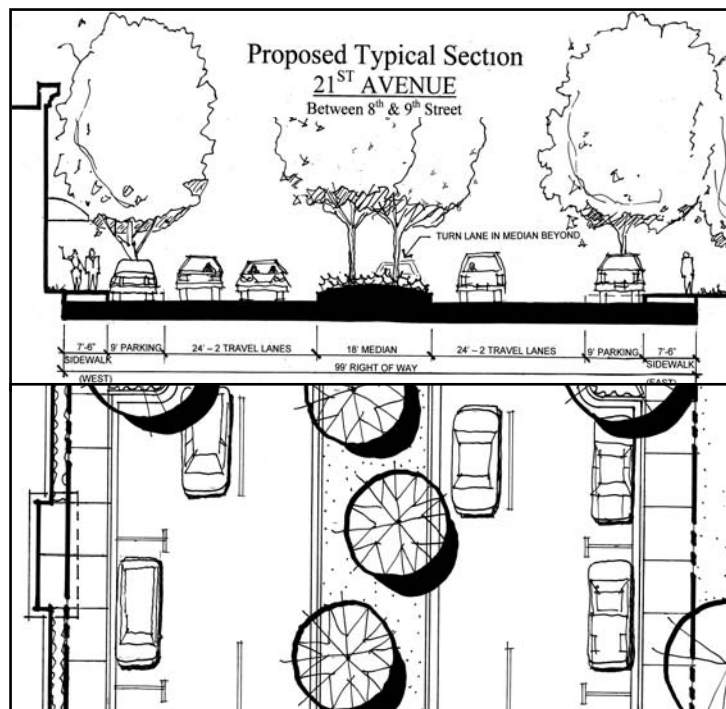 Proposed Typical Section
21ST AVENUE
Between 8th & 9th Street
TURN LANE IN MEDIAN BEYOND
7'-6" 9' PARKING 24' – 2 TRAVEL LANES 18' MEDIAN 24' – 2 TRAVEL LANES 9' PARKING 7'-6"
SIDEWALK SIDEWALK
99' RIGHT OF WAY
(WEST) (EAST)